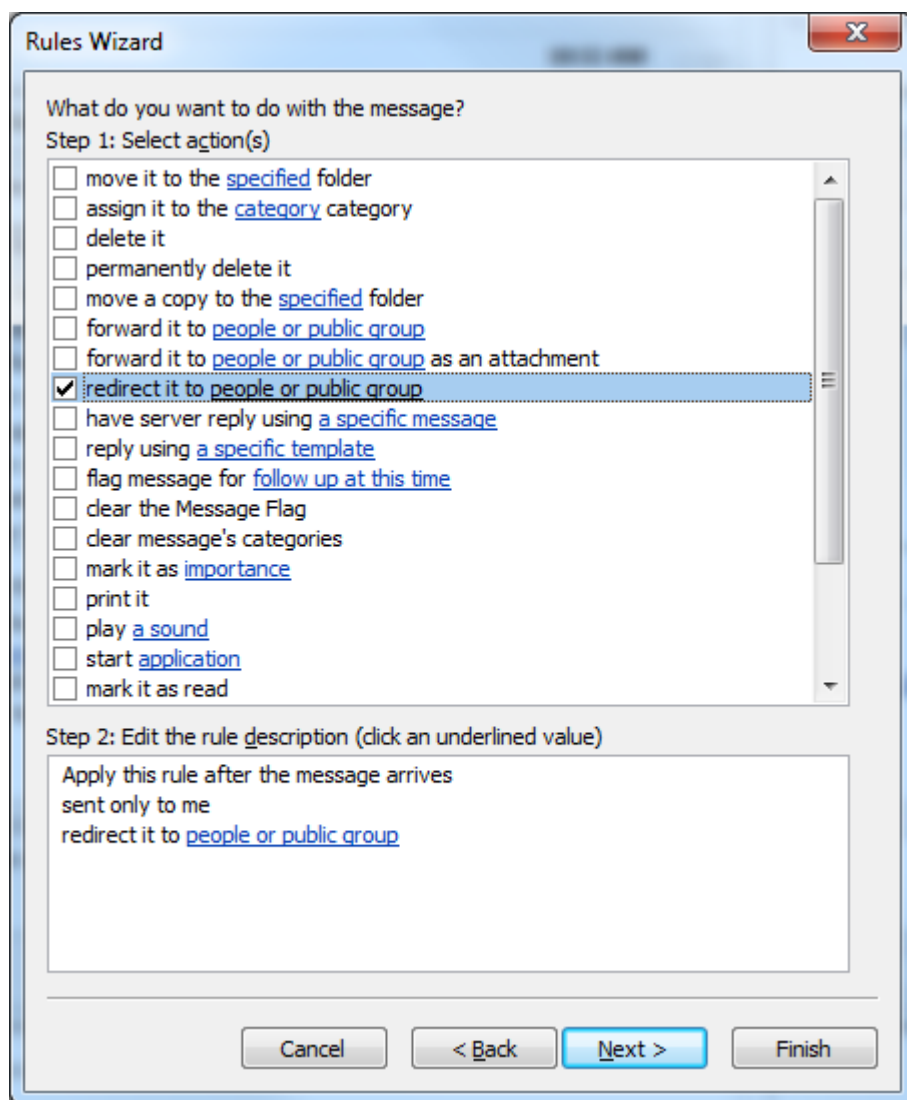 Rules Wizard
What do you want to do with the message?
Step 1: Select action(s)
move it to the specified folder
assign it to the category category
delete it
permanently delete it
move a copy to the specified folder
forward it to people or public group
forward it to people or public group as an attachment
redirect it to people or public group
have server reply using a specific message
reply using a specific template
flag message for follow up at this time
clear the Message Flag
clear message's categories
mark it as importance
print it
play a sound
start application
mark it as read
Step 2: Edit the rule description (click an underlined value)
Apply this rule after the message arrives
sent only to me
redirect it to people or public group
Cancel
< Back
Next >
Finish